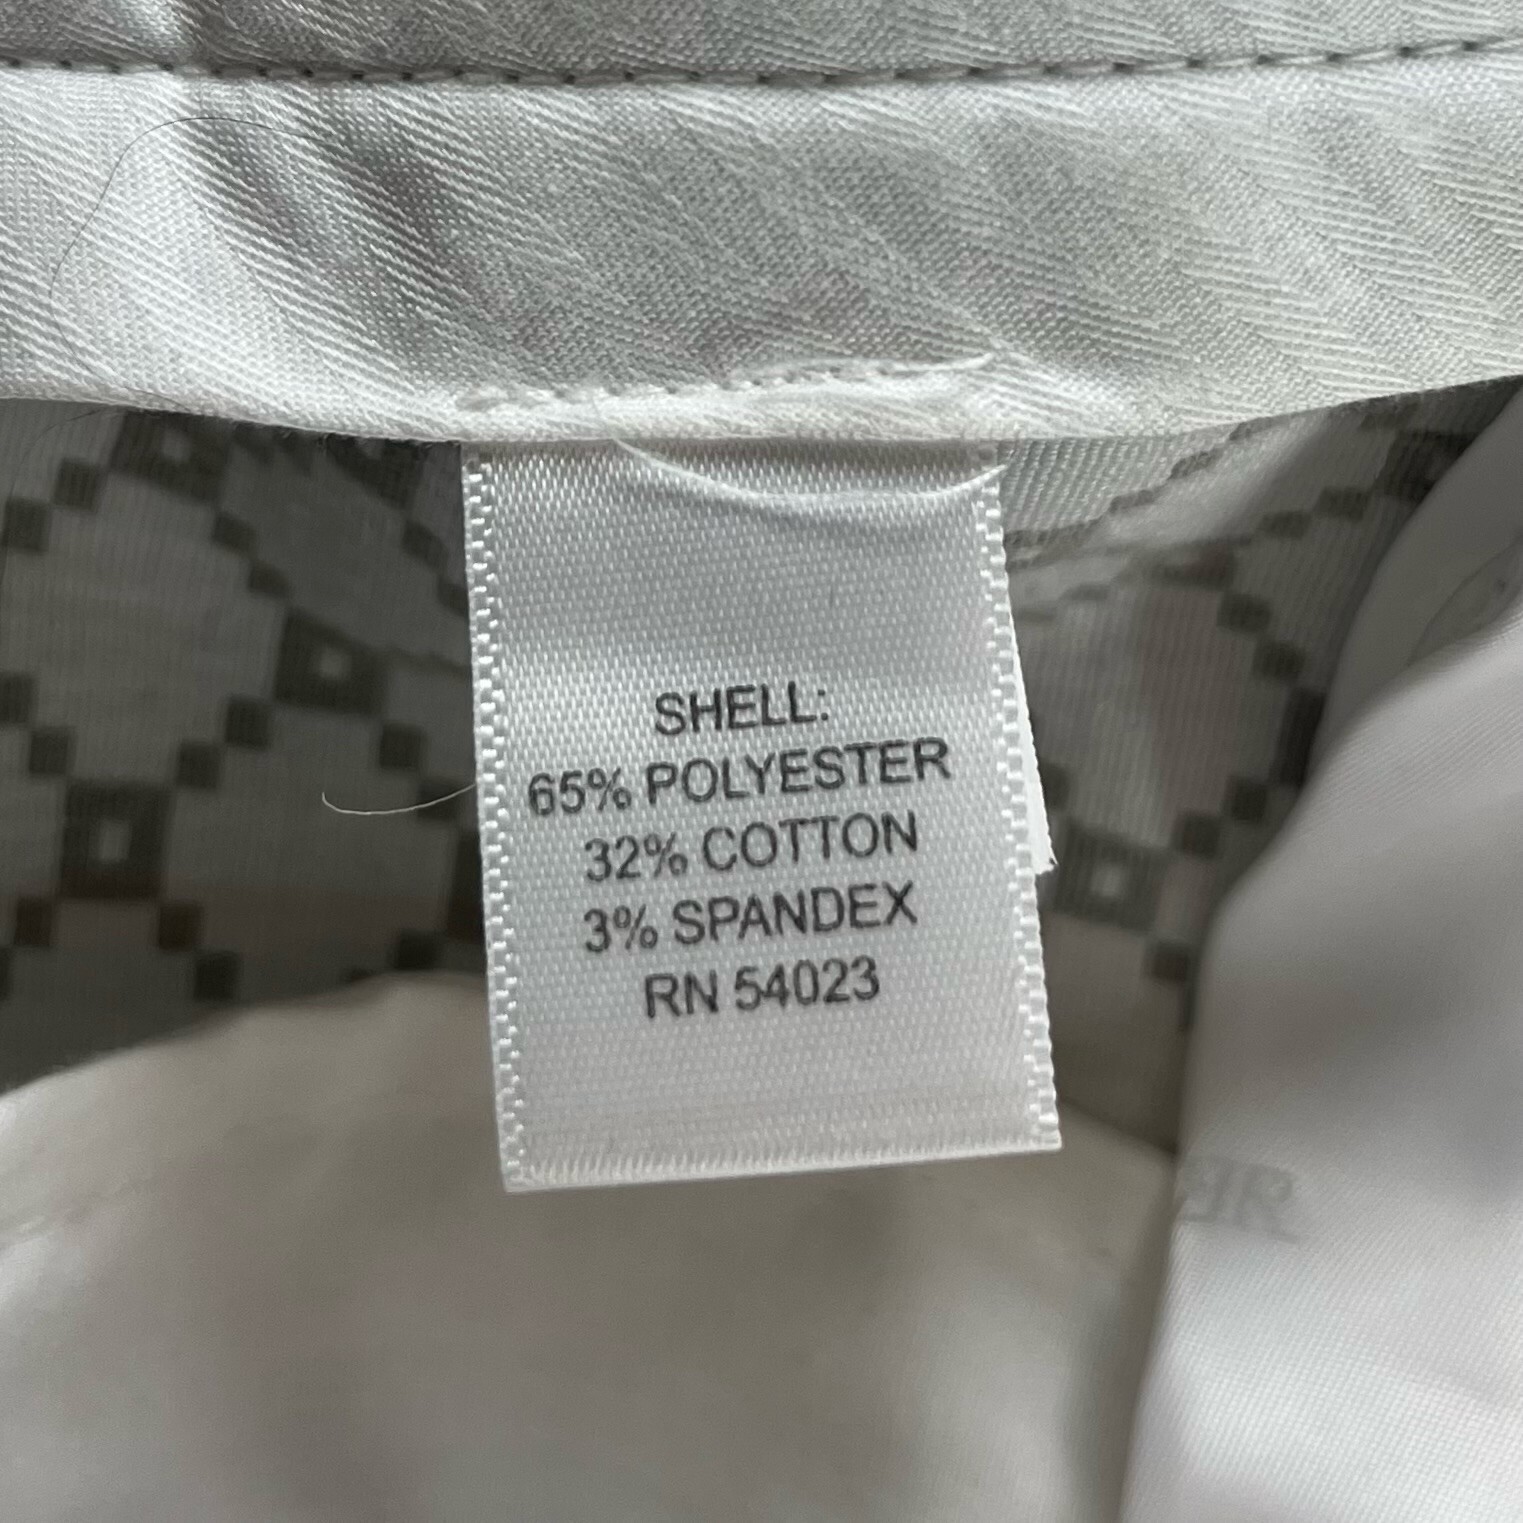 SHELL:
65% POLYESTER
32% COTTON
3% SPANDEX
RN 54023